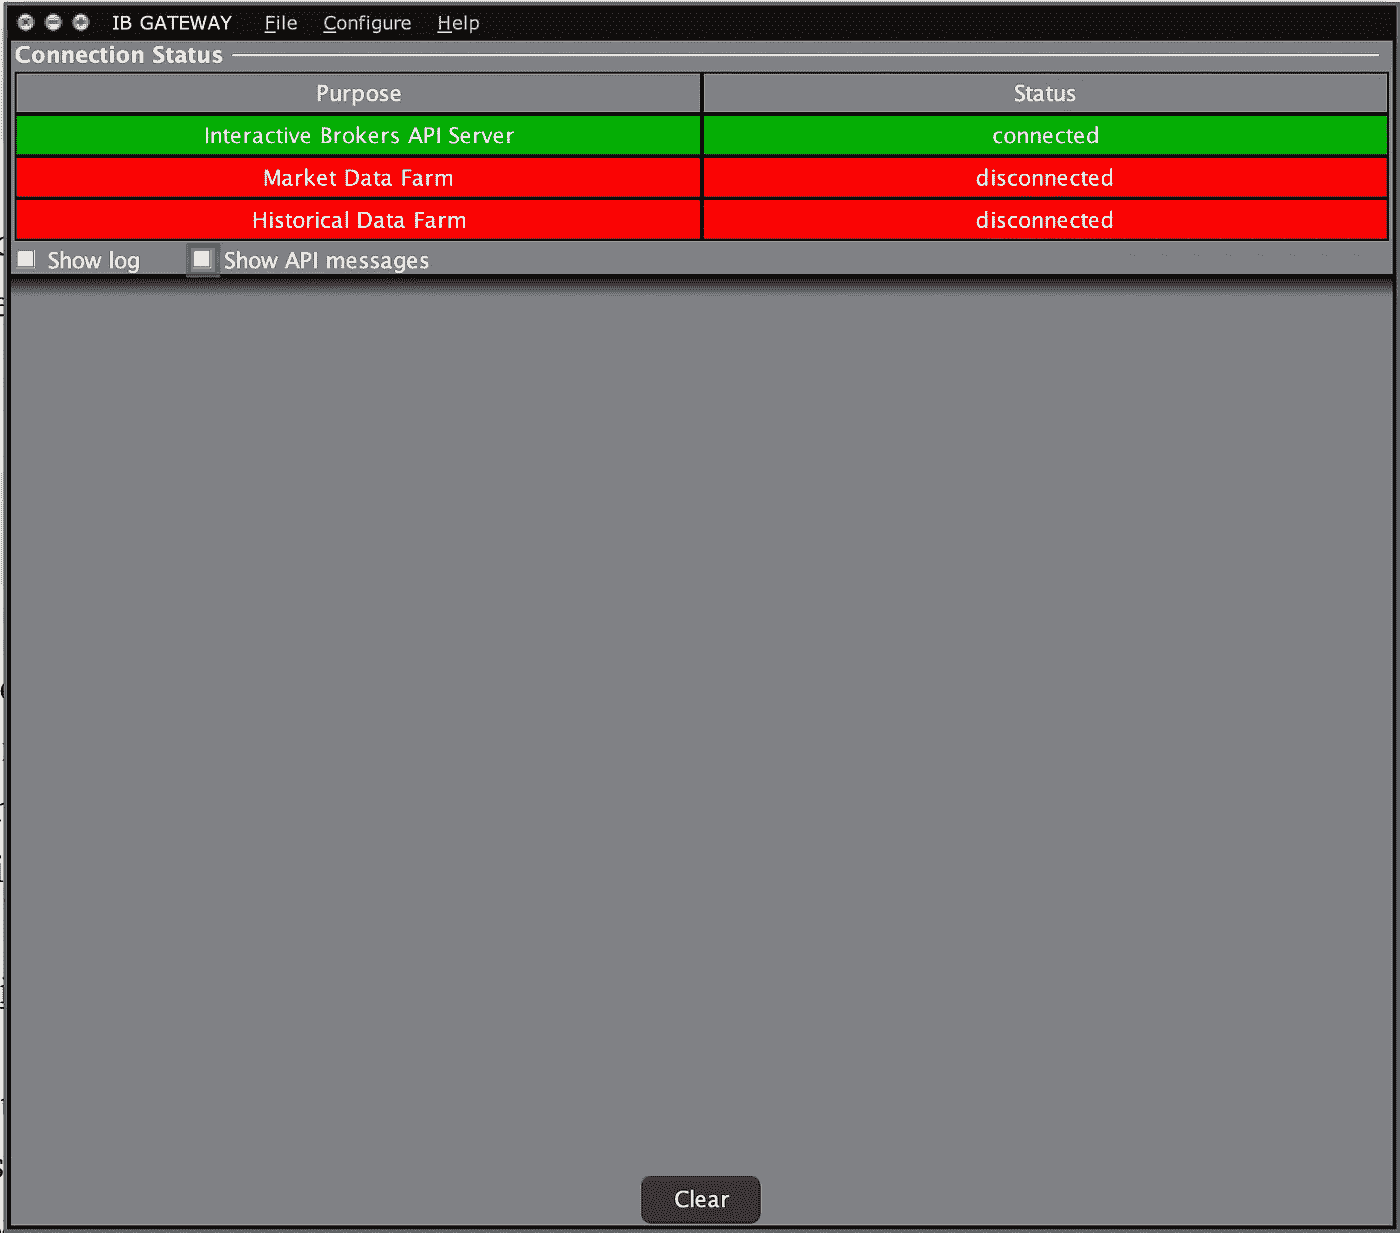 IB GATEWAY File Configure Help
Connection Status
Purpose Status
Interactive Brokers API Server connected
Market Data Farm disconnected
Historical Data Farm disconnected
Show log Show API messages
Clear